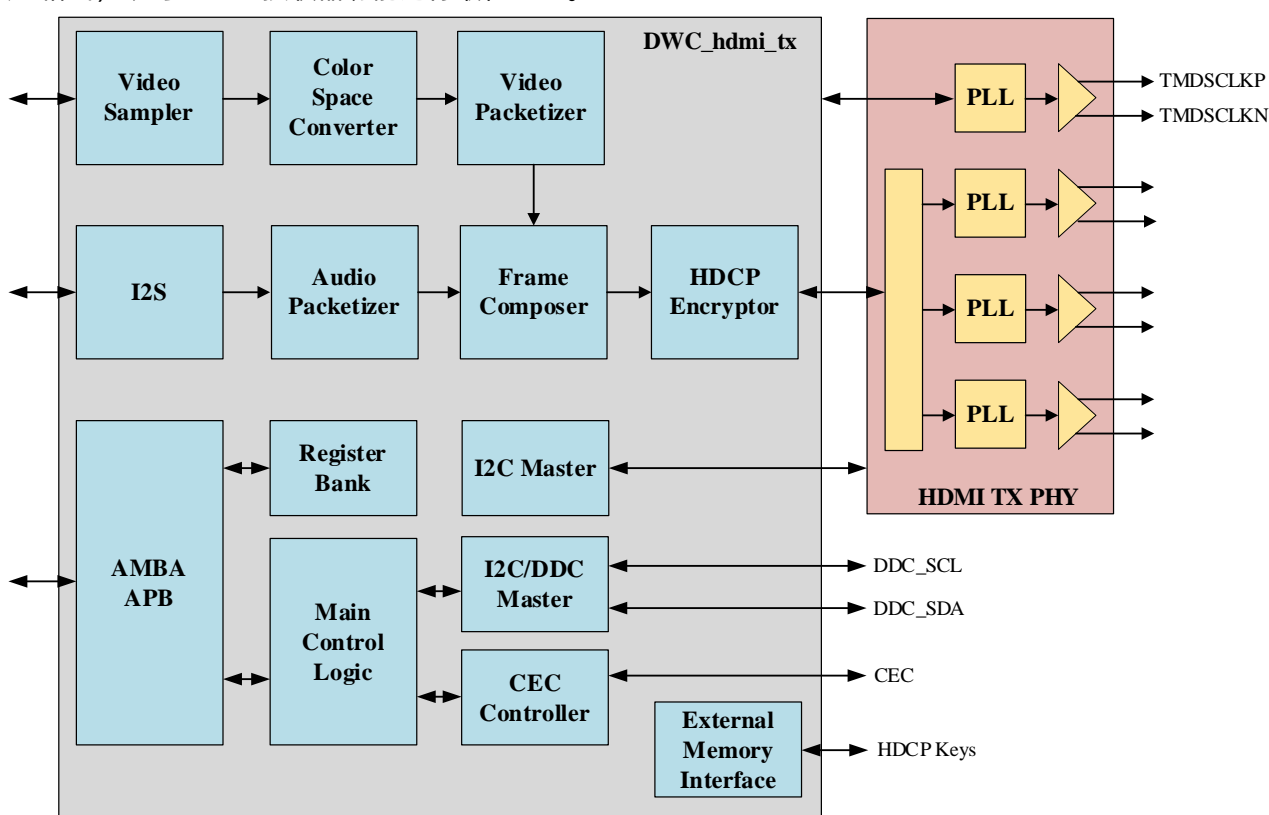 DWC_hdmi_tx
Video
Sampler
Color
Space
Converter
Video
Packetizer
PLL
TMDSCLKP
TMDSCLKN
PLL
I2S
Audio
Packetizer
Frame
Composer
HDCP
Encryptor
PLL
PLL
HDMI TX PHY
AMBA
APB
Register
Bank
I2C Master
Main
Control
Logic
I2C/DDC
Master
DDC_SCL
DDC_SDA
CEC
Controller
CEC
External
Memory
Interface
HDCP Keys